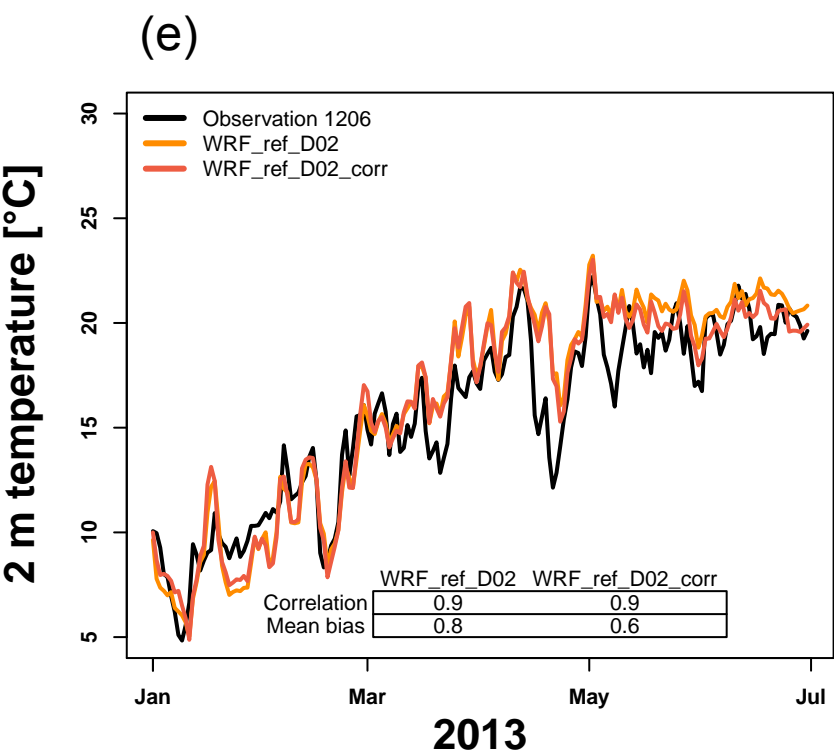 (e)
2 m temperature [°C]
30
25
20
15
10
5
Observation 1206
WRF_ref_D02
WRF_ref_D02_corr
WRF_ref_D02 WRF_ref_D02_corr
Correlation 0.9 0.9
Mean bias 0.8 0.6
Jan Mar May Jul
2013